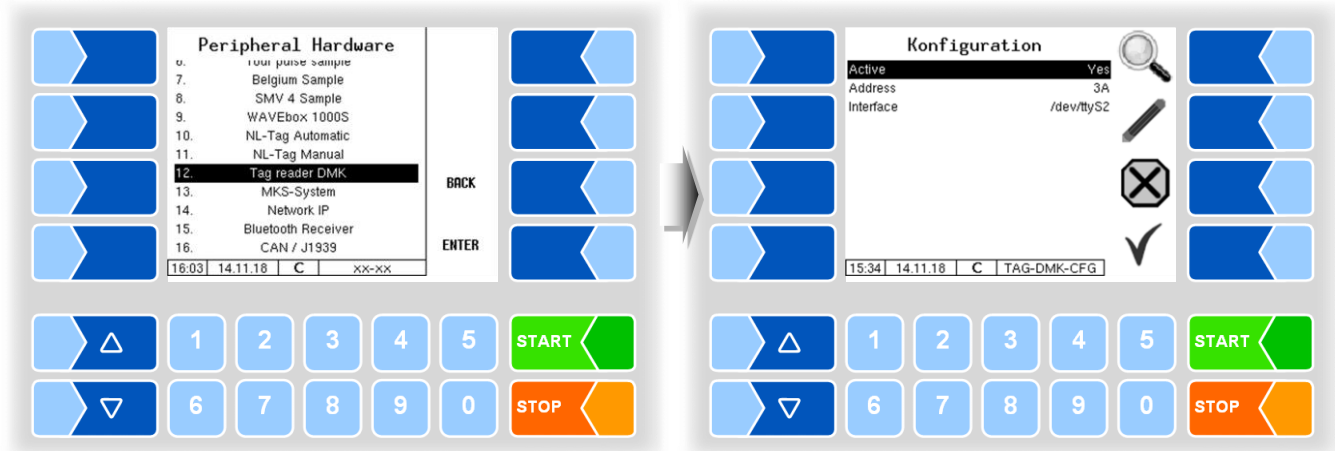 Peripheral Hardware
7. Belgium Sample
8. SMV 4 Sample
9. WAVEbox 1000S
10. NL-Tag Automatic
11. NL-Tag Manual
12. Tag reader DMK
13. MKS-System
14. Network IP
15. Bluetooth Receiver
16. CAN / J1939
BACK
ENTER
16:03 14.11.18 C xx-xx
1 2 3 4 5 START
6 7 8 9 0 STOP
Konfiguration
Active Yes
Address 3A
Interface /dev/ttyS2
15:34 14.11.18 C TAG-DMK-CFG
1 2 3 4 5 START
6 7 8 9 0 STOP